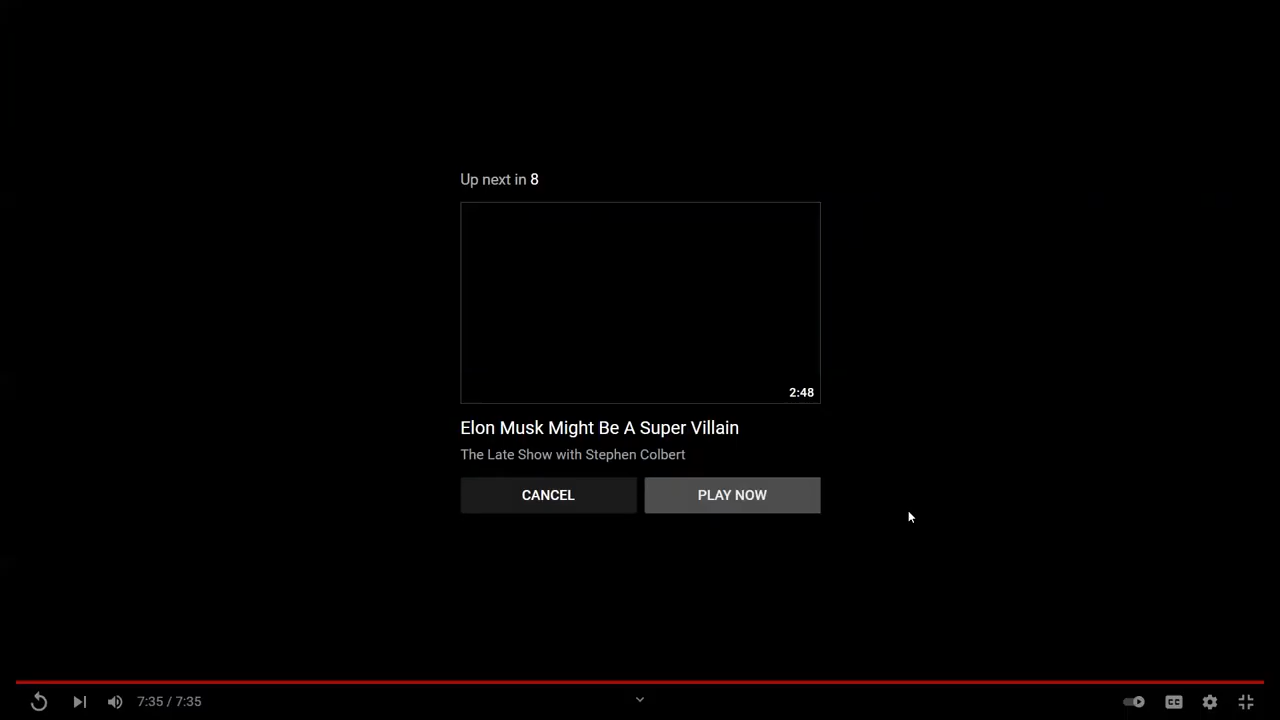 Up next in 8
2:48
Elon Musk Might Be A Super Villain
The Late Show with Stephen Colbert
CANCEL
PLAY NOW
7:35 / 7:35
CC